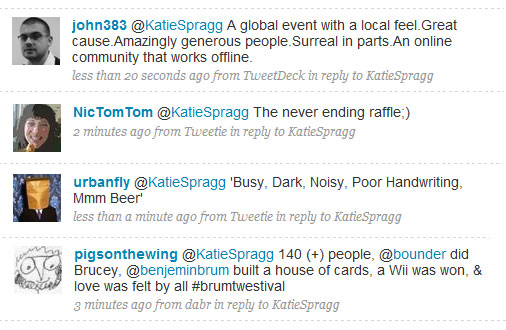 john383 @KatieSpragg A global event with a local feel.Great
cause.Amazingly generous people.Surreal in parts.An online
community that works offline.
less than 20 seconds ago from TweetDeck in reply to KatieSpragg
NicTomTom @KatieSpragg The never ending raffle;)
2 minutes ago from Tweetie in reply to KatieSpragg
urbanfly @KatieSpragg 'Busy, Dark, Noisy, Poor Handwriting,
Mmm Beer'
less than a minute ago from Tweetie in reply to KatieSpragg
pigsonthewing @KatieSpragg 140 (+) people, @bounder did
Brucey, @benjeminbrum built a house of cards, a Wii was won, &
love was felt by all #brumtwestival
3 minutes ago from dabr in reply to KatieSpragg